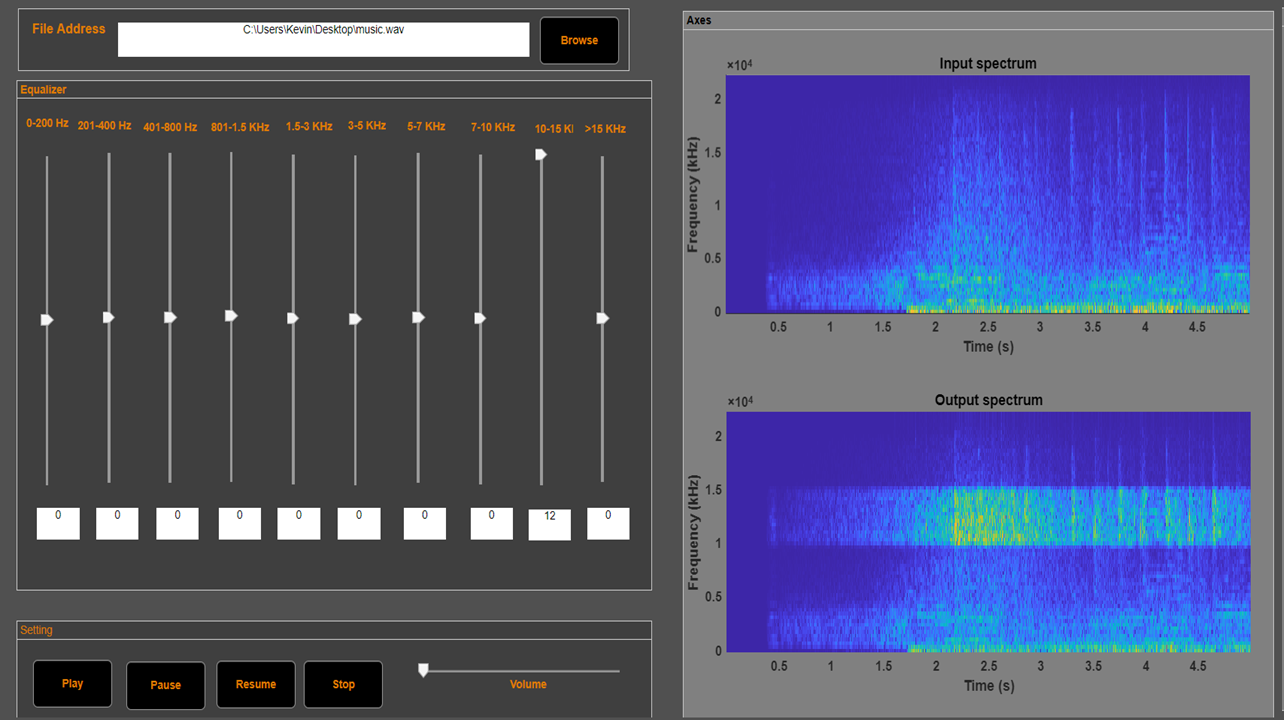 File Address
C:\Users\Kevin\Desktop\music.wav
Browse
Equalizer
0-200 Hz 201-400 Hz 401-800 Hz 801-1.5 KHz 1.5-3 KHz 3-5 KHz 5-7 KHz 7-10 KHz 10-15 K >15 KHz
0 0 0 0 0 0 0 0 12 0
Setting
Play Pause Resume Stop
Volume
Axes
Input spectrum
×10⁴
2
1.5
1
0.5
0
Frequency (kHz)
0.5 1 1.5 2 2.5 3 3.5 4 4.5
Time (s)
Output spectrum
×10⁴
2
1.5
1
0.5
0
Frequency (kHz)
0.5 1 1.5 2 2.5 3 3.5 4 4.5
Time (s)